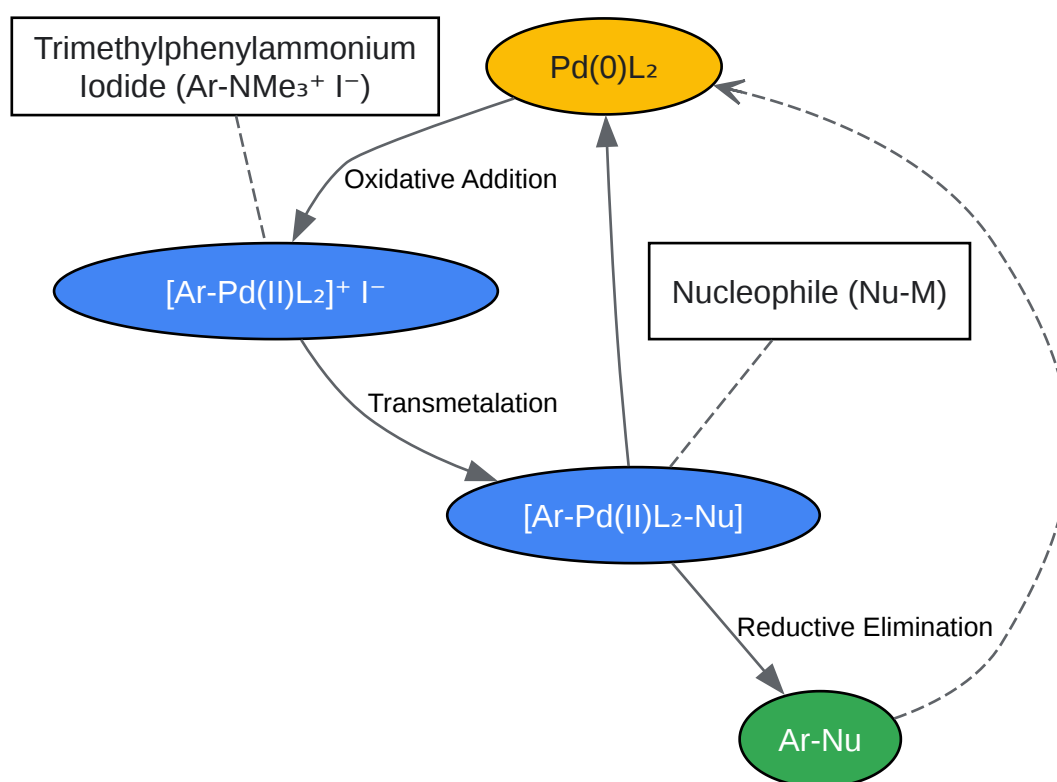 Trimethylphenylammonium
Iodide (Ar-NMe₃⁺ I⁻)
Pd(0)L₂
Oxidative Addition
[Ar-Pd(II)L₂]⁺ I⁻
Nucleophile (Nu-M)
Transmetalation
[Ar-Pd(II)L₂-Nu]
Reductive Elimination
Ar-Nu